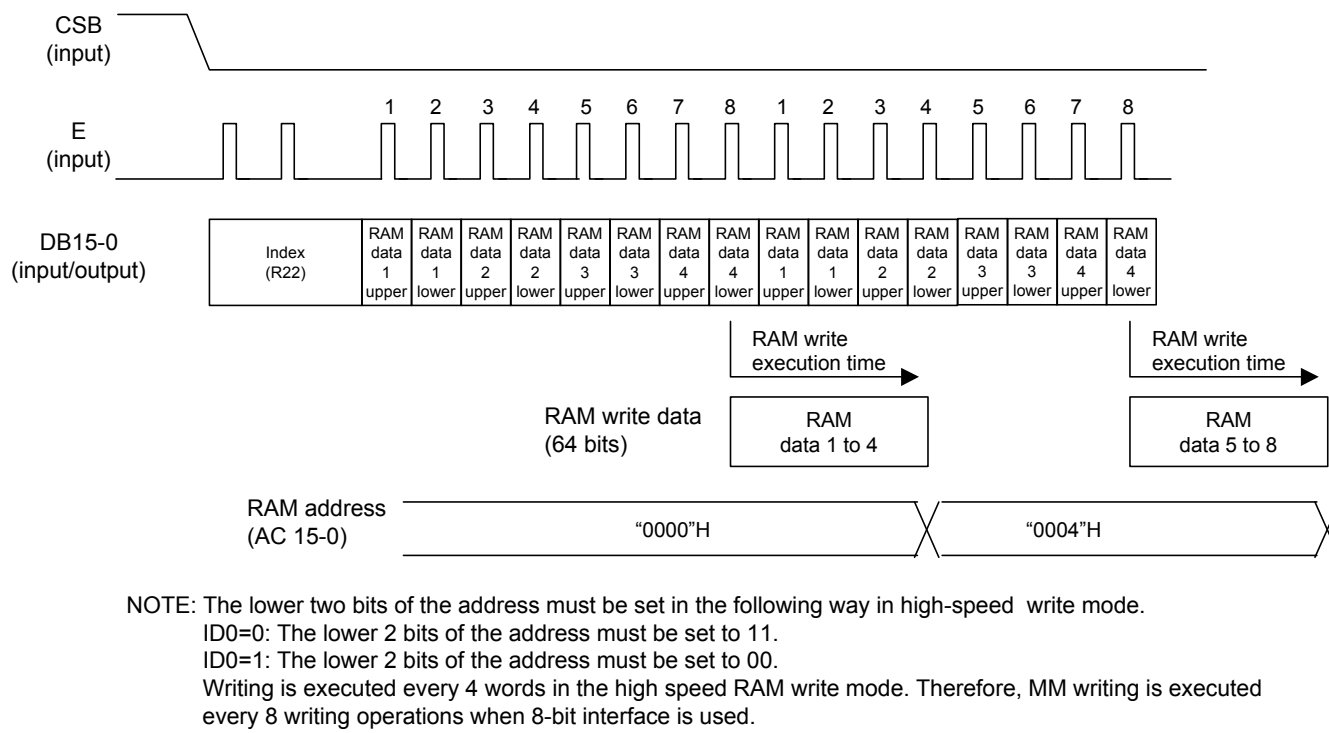 CSB
(input)
E
(input)
1 2 3 4 5 6 7 8 1 2 3 4 5 6 7 8
DB15-0
(input/output)
Index
(R22)
RAM data 1 upper
RAM data 1 lower
RAM data 2 upper
RAM data 2 lower
RAM data 3 upper
RAM data 3 lower
RAM data 4 upper
RAM data 4 lower
RAM data 1 upper
RAM data 1 lower
RAM data 2 upper
RAM data 2 lower
RAM data 3 upper
RAM data 3 lower
RAM data 4 upper
RAM data 4 lower
RAM write
execution time
RAM write
execution time
RAM write data
(64 bits)
RAM
data 1 to 4
RAM
data 5 to 8
RAM address
(AC 15-0)
“0000”H
“0004”H
NOTE: The lower two bits of the address must be set in the following way in high-speed write mode.
ID0=0: The lower 2 bits of the address must be set to 11.
ID0=1: The lower 2 bits of the address must be set to 00.
Writing is executed every 4 words in the high speed RAM write mode. Therefore, MM writing is executed
every 8 writing operations when 8-bit interface is used.